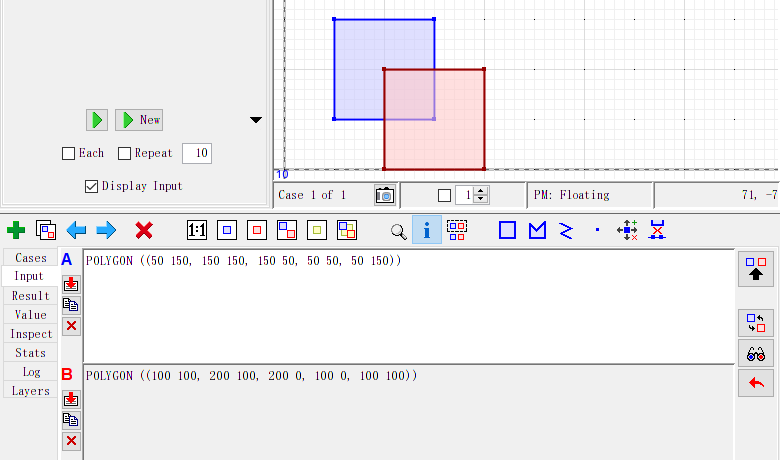 New
Each
Repeat
10
Display Input
10
Case 1 of 1
1
PM: Floating
71, -7
1:1
i
Cases
Input
Result
Value
Inspect
Stats
Log
Layers
A
POLYGON ((50 150, 150 150, 150 50, 50 50, 50 150))
B
POLYGON ((100 100, 200 100, 200 0, 100 0, 100 100))